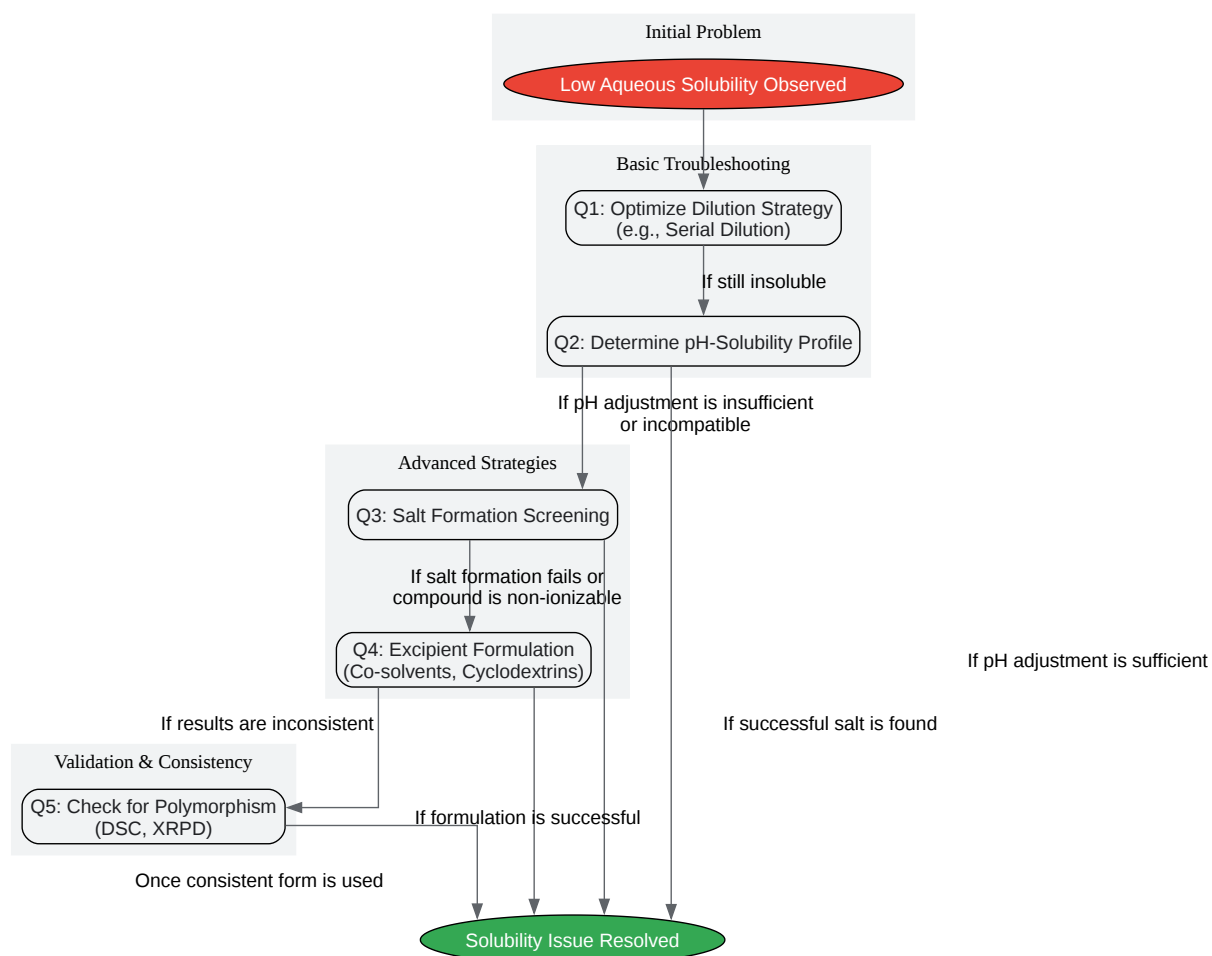 Initial Problem
Low Aqueous Solubility Observed
Basic Troubleshooting
Q1: Optimize Dilution Strategy
(e.g., Serial Dilution)
If still insoluble
Q2: Determine pH-Solubility Profile
If pH adjustment is insufficient
or incompatible
Advanced Strategies
Q3: Salt Formation Screening
If salt formation fails or
compound is non-ionizable
Q4: Excipient Formulation
(Co-solvents, Cyclodextrins)
If pH adjustment is sufficient
If results are inconsistent
If successful salt is found
Validation & Consistency
Q5: Check for Polymorphism
(DSC, XRPD)
If formulation is successful
Once consistent form is used
Solubility Issue Resolved